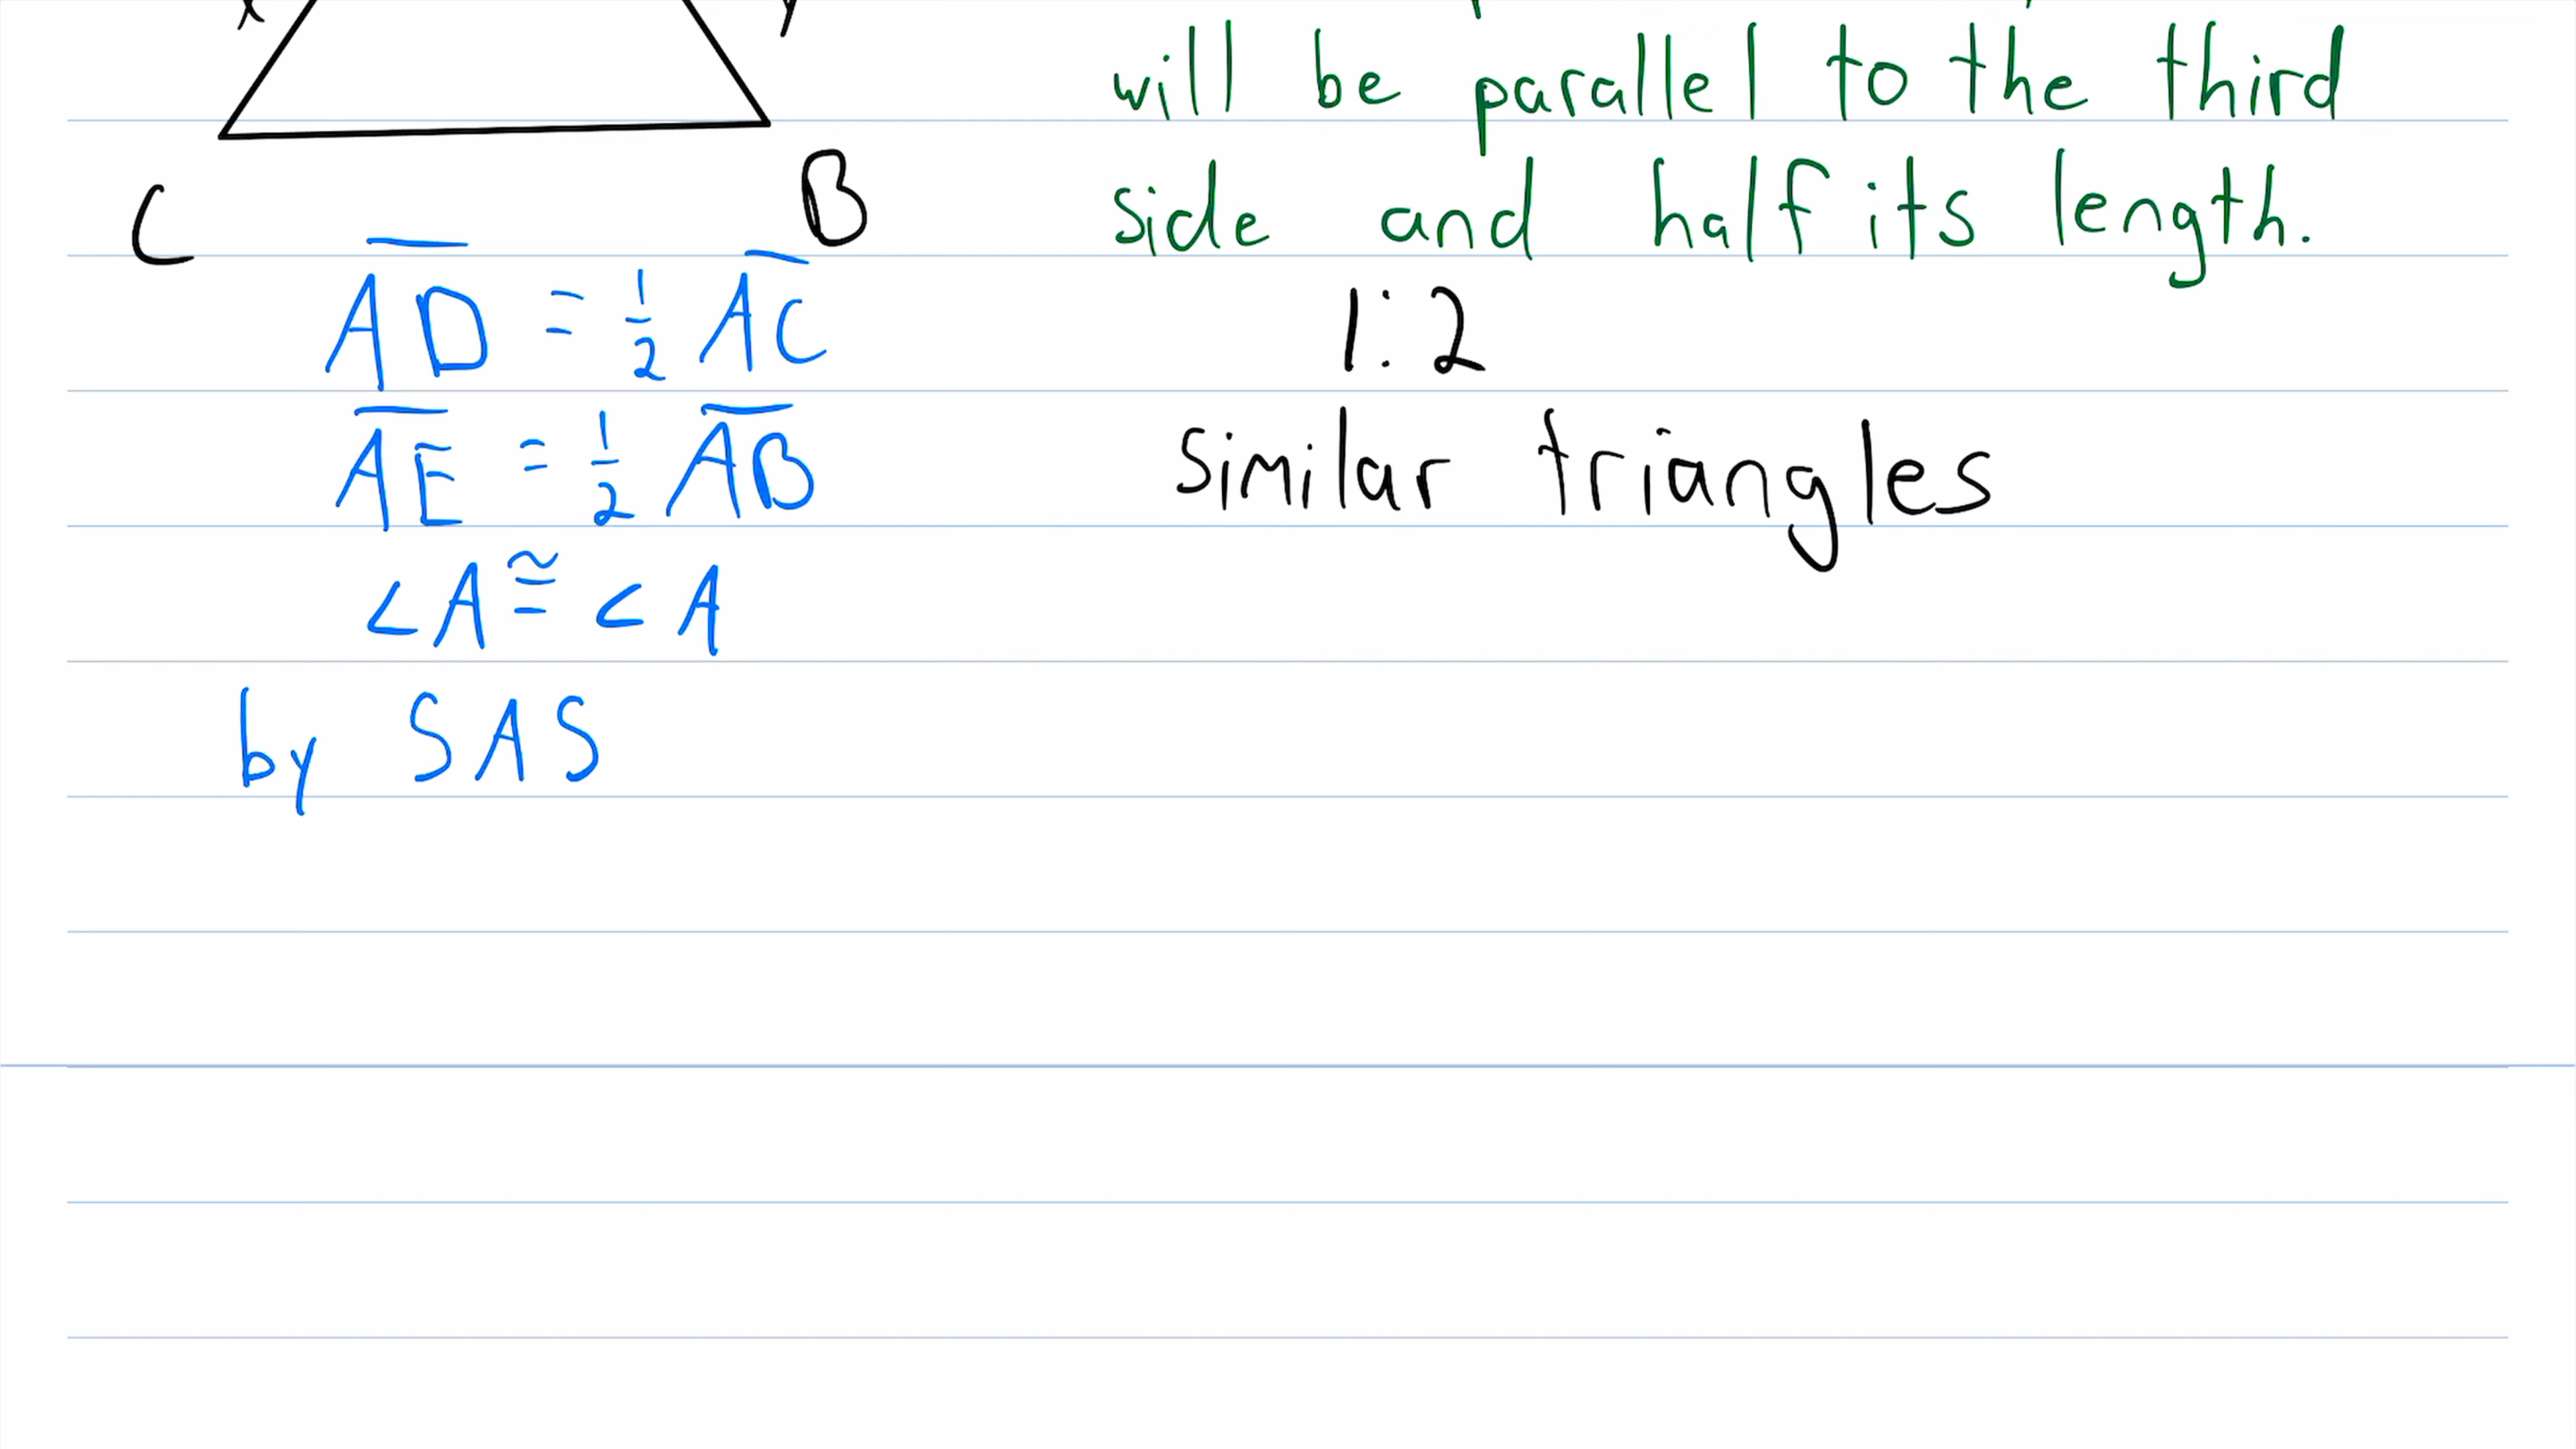 x y
C B
will be parallel to the third
side and half its length.
AD = 1/2 AC
AE = 1/2 AB
∠A ≅ ∠A
by SAS
1:2
similar triangles